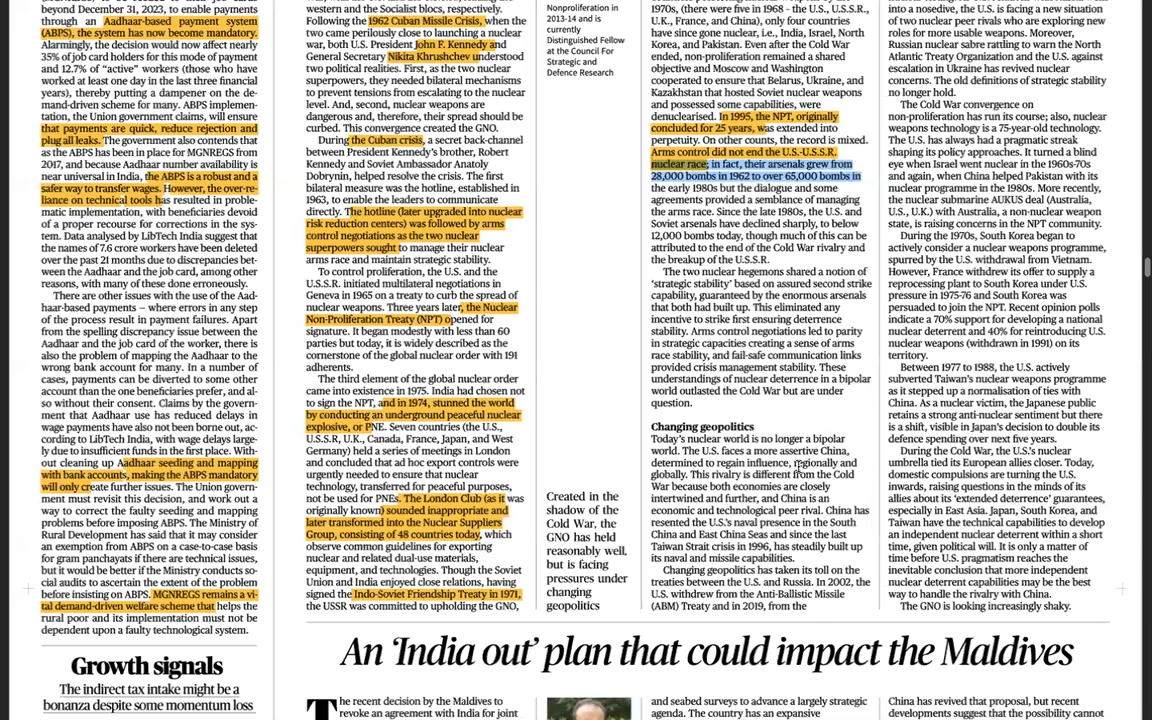 beyond December 31, 2023, to enable payments
through an Aadhaar-based payment system
(ABPS), the system has now become mandatory.
Alarmingly, the decision would now affect nearly
35% of job card holders for this mode of payment
and 12.7% of “active” workers (those who have
worked at least one day in the last three financial
years), thereby putting a dampener on the de-
mand-driven scheme for many. ABPS implemen-
tation, the Union government claims, will ensure
that payments are quick, reduce rejection and
plug all leaks. The government also contends that
as the ABPS has been in place for MGNREGS from
2017, and because Aadhaar number availability is
near universal in India, the ABPS is a robust and a
safer way to transfer wages. However, the over-re-
liance on technical tools has resulted in proble-
matic implementation, with beneficiaries devoid
of a proper recourse for corrections in the sys-
tem. Data analysed by LibTech India suggest that
the names of 7.6 crore workers have been deleted
over the past 21 months due to discrepancies bet-
ween the Aadhaar and the job card, among other
reasons, with many of these done erroneously.
There are other issues with the use of the Aad-
haar-based payments – where errors in any step
of the process result in payment failures. Apart
from the spelling discrepancy issue between the
Aadhaar and the job card of the worker, there is
also the problem of mapping the Aadhaar to the
wrong bank account for many. In a number of
cases, payments can be diverted to some other
account than the one beneficiaries prefer, and al-
so without their consent. Claims by the govern-
ment that Aadhaar use has reduced delays in
wage payments have also not been borne out, ac-
cording to LibTech India, with wage delays large-
ly due to insufficient funds in the first place. With-
out cleaning up Aadhaar seeding and mapping
with bank accounts, making the ABPS mandatory
will only create further issues. The Union govern-
ment must revisit this decision, and work out a
way to correct the faulty seeding and mapping
problems before imposing ABPS. The Ministry of
Rural Development has said that it may consider
an exemption from ABPS on a case-to-case basis
for gram panchayats if there are technical issues,
but it would be better if the Ministry conducts so-
cial audits to ascertain the extent of the problem
before insisting on ABPS. MGNREGS remains a vi-
tal demand-driven welfare scheme that helps the
rural poor and its implementation must not be
dependent upon a faulty technological system.
Growth signals
The indirect tax intake might be a
bonanza despite some momentum loss
western and the Socialist blocs, respectively.
Following the 1962 Cuban Missile Crisis, when the
two came perilously close to launching a nuclear
war, both U.S. President John F. Kennedy and
General Secretary Nikita Khrushchev understood
two political realities. First, as the two nuclear
superpowers, they needed bilateral mechanisms
to prevent tensions from escalating to the nuclear
level. And, second, nuclear weapons are
dangerous and, therefore, their spread should be
curbed. This convergence created the GNO.
During the Cuban crisis, a secret back-channel
between President Kennedy's brother, Robert
Kennedy and Soviet Ambassador Anatoly
Dobrynin, helped resolve the crisis. The first
bilateral measure was the hotline, established in
1963, to enable the leaders to communicate
directly. The hotline (later upgraded into nuclear
risk reduction centers) was followed by arms
control negotiations as the two nuclear
superpowers sought to manage their nuclear
arms race and maintain strategic stability.
To control proliferation, the U.S. and the
U.S.S.R. initiated multilateral negotiations in
Geneva in 1965 on a treaty to curb the spread of
nuclear weapons. Three years later, the Nuclear
Non-Proliferation Treaty (NPT) opened for
signature. It began modestly with less than 60
parties but today, it is widely described as the
cornerstone of the global nuclear order with 191
adherents.
The third element of the global nuclear order
came into existence in 1975. India had chosen not
to sign the NPT, and in 1974, stunned the world
by conducting an underground peaceful nuclear
explosive, or PNE. Seven countries (the U.S.,
U.S.S.R, U.K., Canada, France, Japan, and West
Germany) held a series of meetings in London
and concluded that ad hoc export controls were
urgently needed to ensure that nuclear
technology, transferred for peaceful purposes,
not be used for PNEs. The London Club (as it was
originally known) sounded inappropriate and
later transformed into the Nuclear Suppliers
Group, consisting of 48 countries today, which
observe common guidelines for exporting
nuclear and related dual-use materials,
equipment, and technologies. Though the Soviet
Union and India enjoyed close relations, having
signed the Indo-Soviet Friendship Treaty in 1971,
the USSR was committed to upholding the GNO,
Nonproliferation in
2013-14 and is
currently
Distinguished Fellow
at the Council For
Strategic and
Defence Research
Created in the
shadow of the
Cold War, the
GNO has held
reasonably well,
but is facing
pressures under
changing
geopolitics
1970s, (there were five in 1968 - the U.S., U.S.S.R.,
U.K., France, and China), only four countries
have since gone nuclear, i.e., India, Israel, North
Korea, and Pakistan. Even after the Cold War
ended, non-proliferation remained a shared
objective and Moscow and Washington
cooperated to ensure that Belarus, Ukraine, and
Kazakhstan that hosted Soviet nuclear weapons
and possessed some capabilities, were
denuclearised. In 1995, the NPT, originally
concluded for 25 years, was extended into
perpetuity. On other counts, the record is mixed.
Arms control did not end the U.S.-U.S.S.R.
nuclear race; in fact, their arsenals grew from
28,000 bombs in 1962 to over 65,000 bombs in
the early 1980s but the dialogue and some
agreements provided a semblance of managing
the arms race. Since the late 1980s, the U.S. and
Soviet arsenals have declined sharply, to below
12,000 bombs today, though much of this can be
attributed to the end of the Cold War rivalry and
the breakup of the U.S.S.R.
The two nuclear hegemons shared a notion of
‘strategic stability’ based on assured second strike
capability, guaranteed by the enormous arsenals
that both had built up. This eliminated any
incentive to strike first ensuring deterrence
stability. Arms control negotiations led to parity
in strategic capacities creating a sense of arms
race stability, and fail-safe communication links
provided crisis management stability. These
understandings of nuclear deterrence in a bipolar
world outlasted the Cold War but are under
question.
Changing geopolitics
Today's nuclear world is no longer a bipolar
world. The U.S. faces a more assertive China,
determined to regain influence, regionally and
globally. This rivalry is different from the Cold
War because both economies are closely
intertwined and further, and China is an
economic and technological peer rival. China has
resented the U.S.'s naval presence in the South
China and East China Seas and since the last
Taiwan Strait crisis in 1996, has steadily built up
its naval and missile capabilities.
Changing geopolitics has taken its toll on the
treaties between the U.S. and Russia. In 2002, the
U.S. withdrew from the Anti-Ballistic Missile
(ABM) Treaty and in 2019, from the
into a nosedive, the U.S. is facing a new situation
of two nuclear peer rivals who are exploring new
roles for more usable weapons. Moreover,
Russian nuclear sabre rattling to warn the North
Atlantic Treaty Organization and the U.S. against
escalation in Ukraine has revived nuclear
concerns. The old definitions of strategic stability
no longer hold.
The Cold War convergence on
non-proliferation has run its course; also, nuclear
weapons technology is a 75-year-old technology.
The U.S. has always had a pragmatic streak
shaping its policy approaches. It turned a blind
eye when Israel went nuclear in the 1960s-70s
and again, when China helped Pakistan with its
nuclear programme in the 1980s. More recently,
the nuclear submarine AUKUS deal (Australia,
U.S., U.K.) with Australia, a non-nuclear weapon
state, is raising concerns in the NPT community.
During the 1970s, South Korea began to
actively consider a nuclear weapons programme,
spurred by the U.S. withdrawal from Vietnam.
However, France withdrew its offer to supply a
reprocessing plant to South Korea under U.S.
pressure in 1975-76 and South Korea was
persuaded to join the NPT. Recent opinion polls
indicate a 70% support for developing a national
nuclear deterrent and 40% for reintroducing U.S.
nuclear weapons (withdrawn in 1991) on its
territory.
Between 1977 to 1988, the U.S. actively
subverted Taiwan's nuclear weapons programme
as it stepped up a normalisation of ties with
China. As a nuclear victim, the Japanese public
retains a strong anti-nuclear sentiment but there
is a shift, visible in Japan's decision to double its
defence spending over next five years.
During the Cold War, the U.S.'s nuclear
umbrella tied its European allies closer. Today,
domestic compulsions are turning the U.S.
inwards, raising questions in the minds of its
allies about its ‘extended deterrence’ guarantees,
especially in East Asia. Japan, South Korea, and
Taiwan have the technical capabilities to develop
an independent nuclear deterrent within a short
time, given political will. It is only a matter of
time before U.S. pragmatism reaches the
inevitable conclusion that more independent
nuclear deterrent capabilities may be the best
way to handle the rivalry with China.
The GNO is looking increasingly shaky.
An ‘India out’ plan that could impact the Maldives
The recent decision by the Maldives to
revoke an agreement with India for joint
and seabed surveys to advance a largely strategic
agenda. The country has an expansive
China has revived that proposal, but recent
developments suggest that the possibility cannot